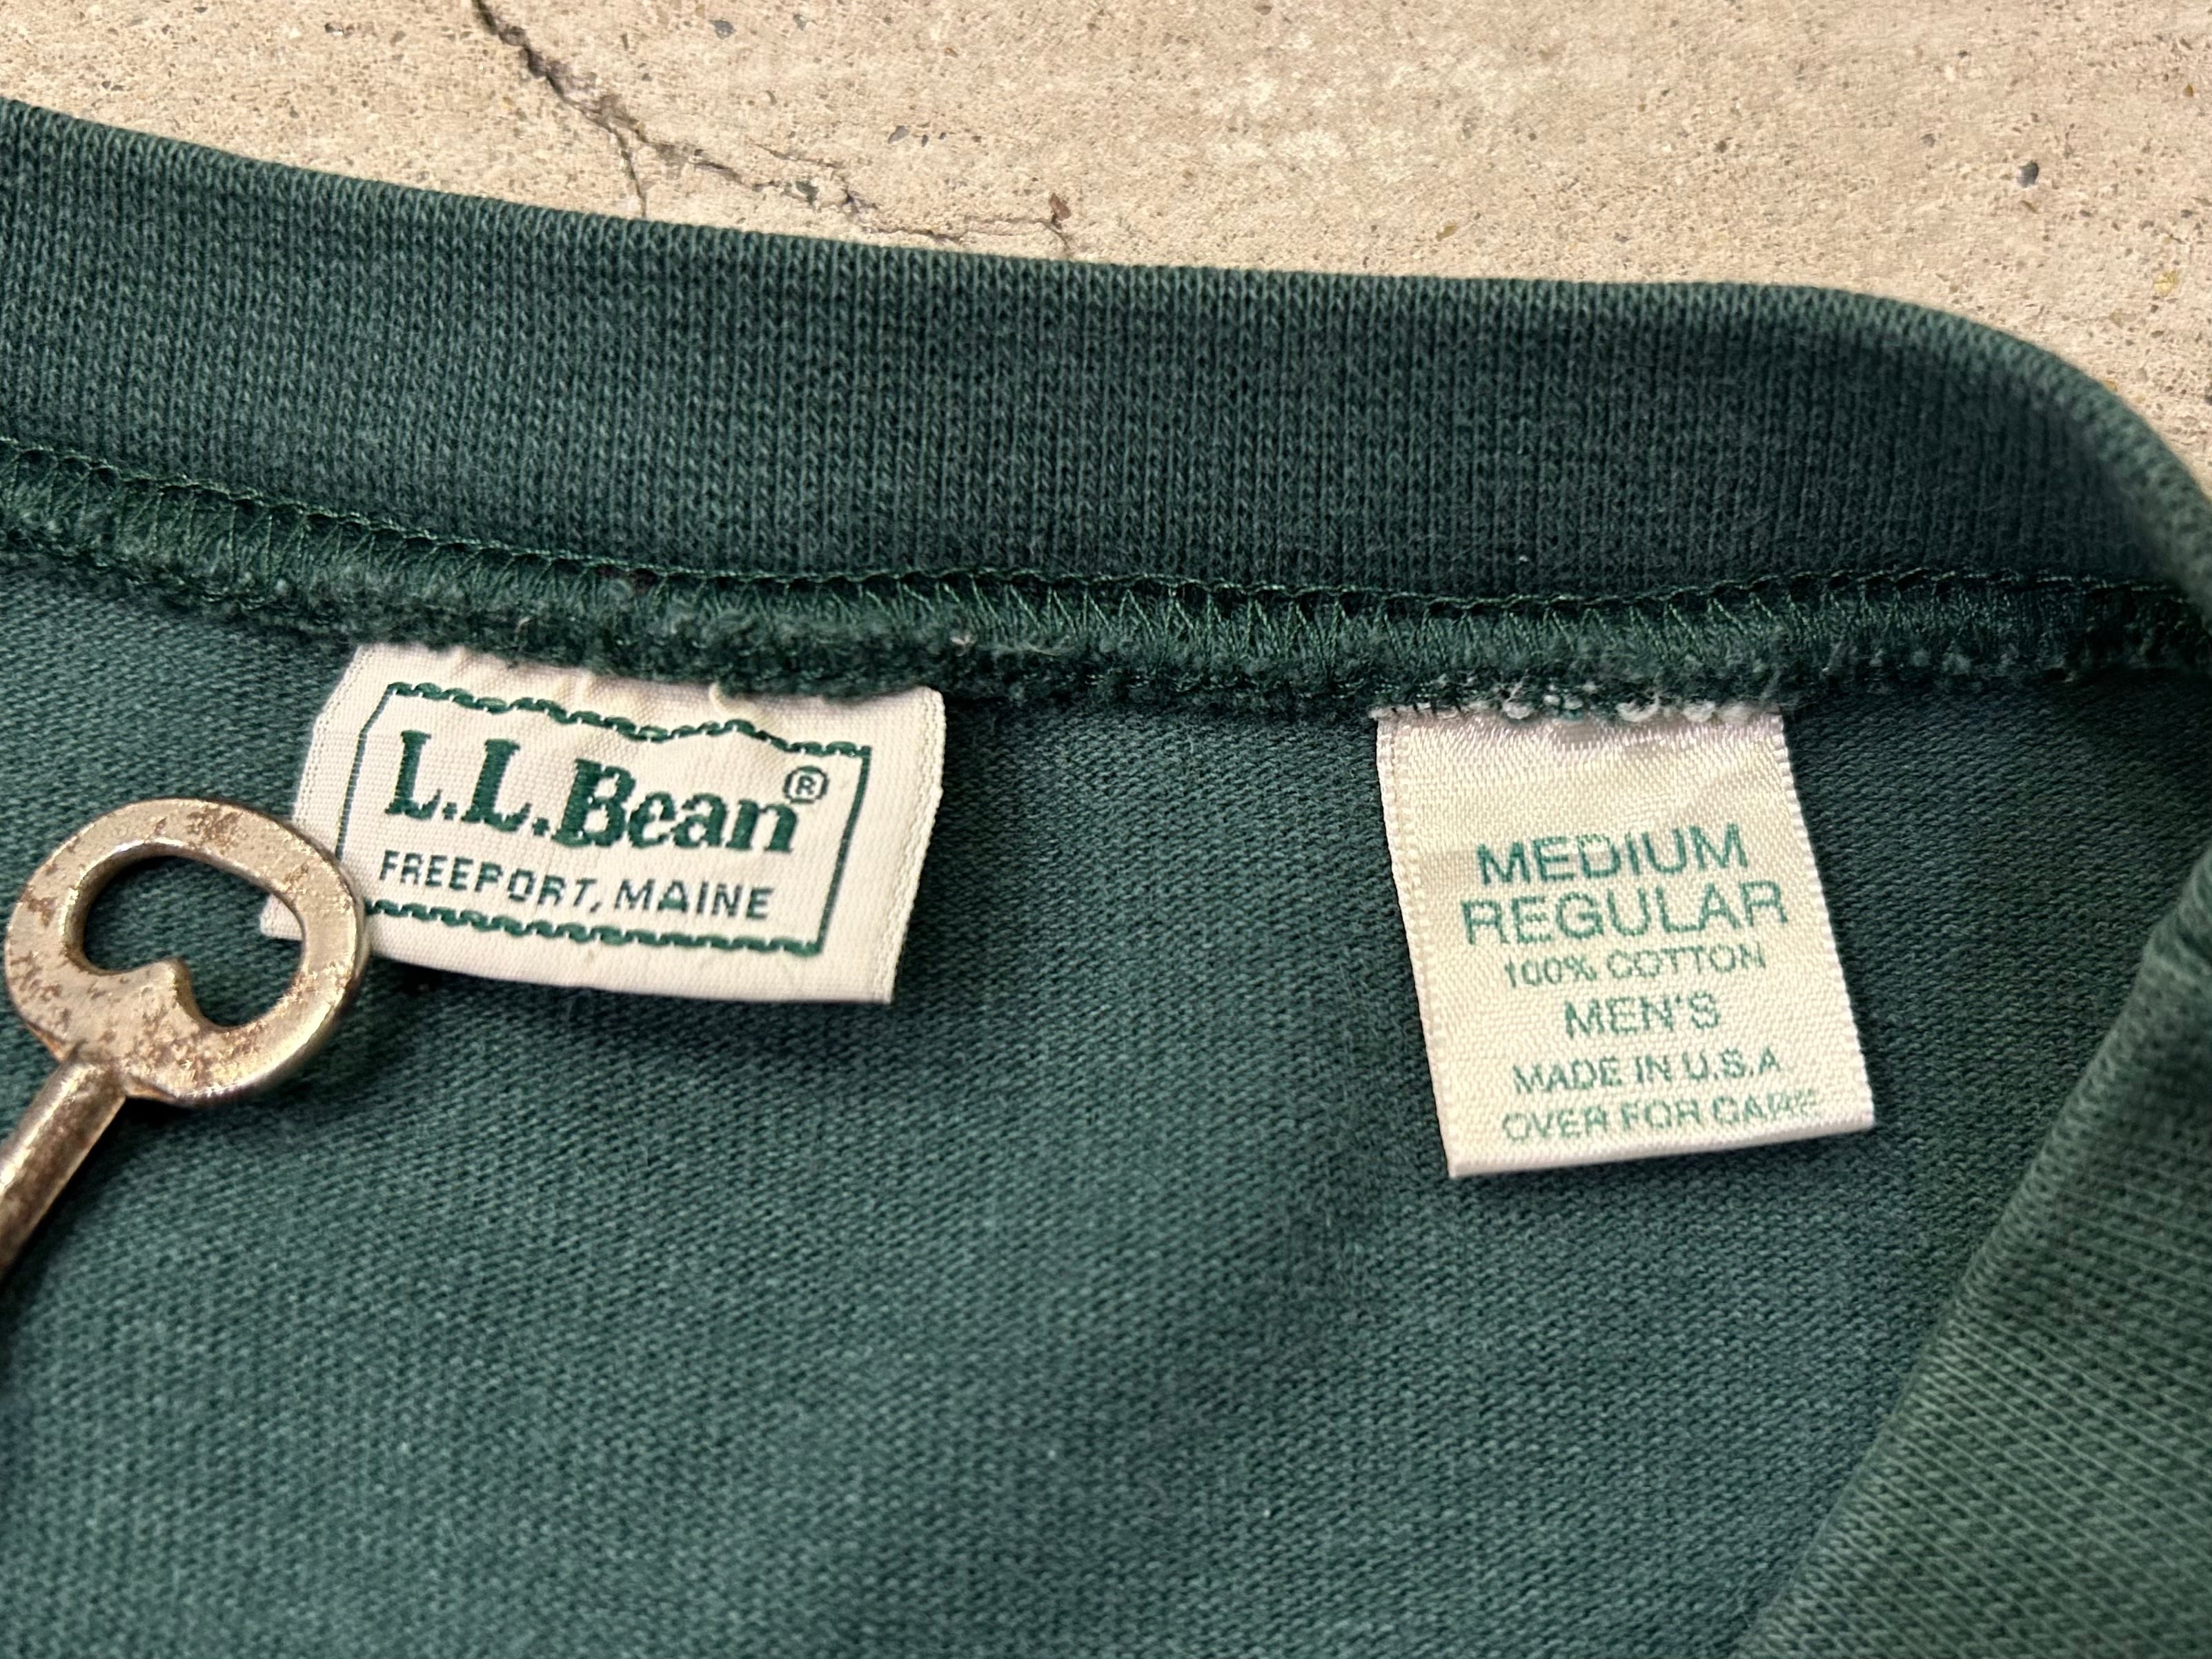 L.L.Bean®
FREEPORT, MAINE
MEDIUM
REGULAR
100% COTTON
MEN'S
MADE IN U.S.A
OVER FOR CARE